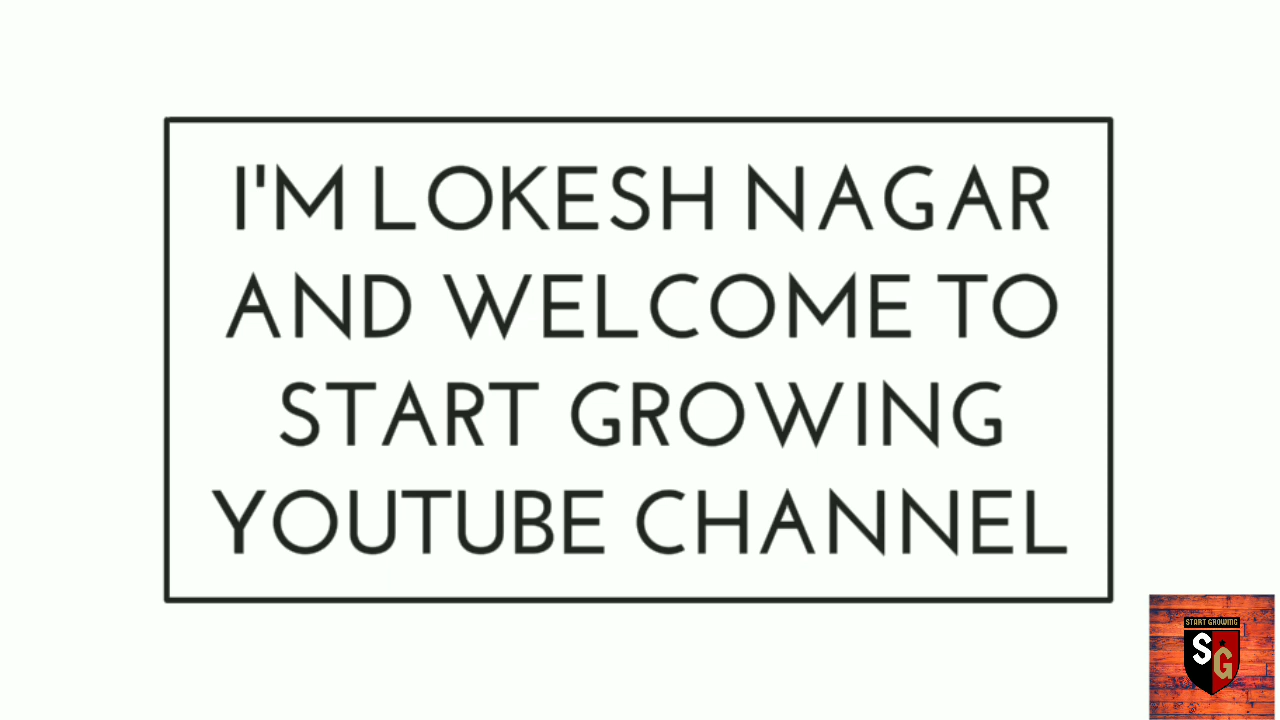 I'M LOKESH NAGAR
AND WELCOME TO
START GROWING
YOUTUBE CHANNEL
START GROWING
SG